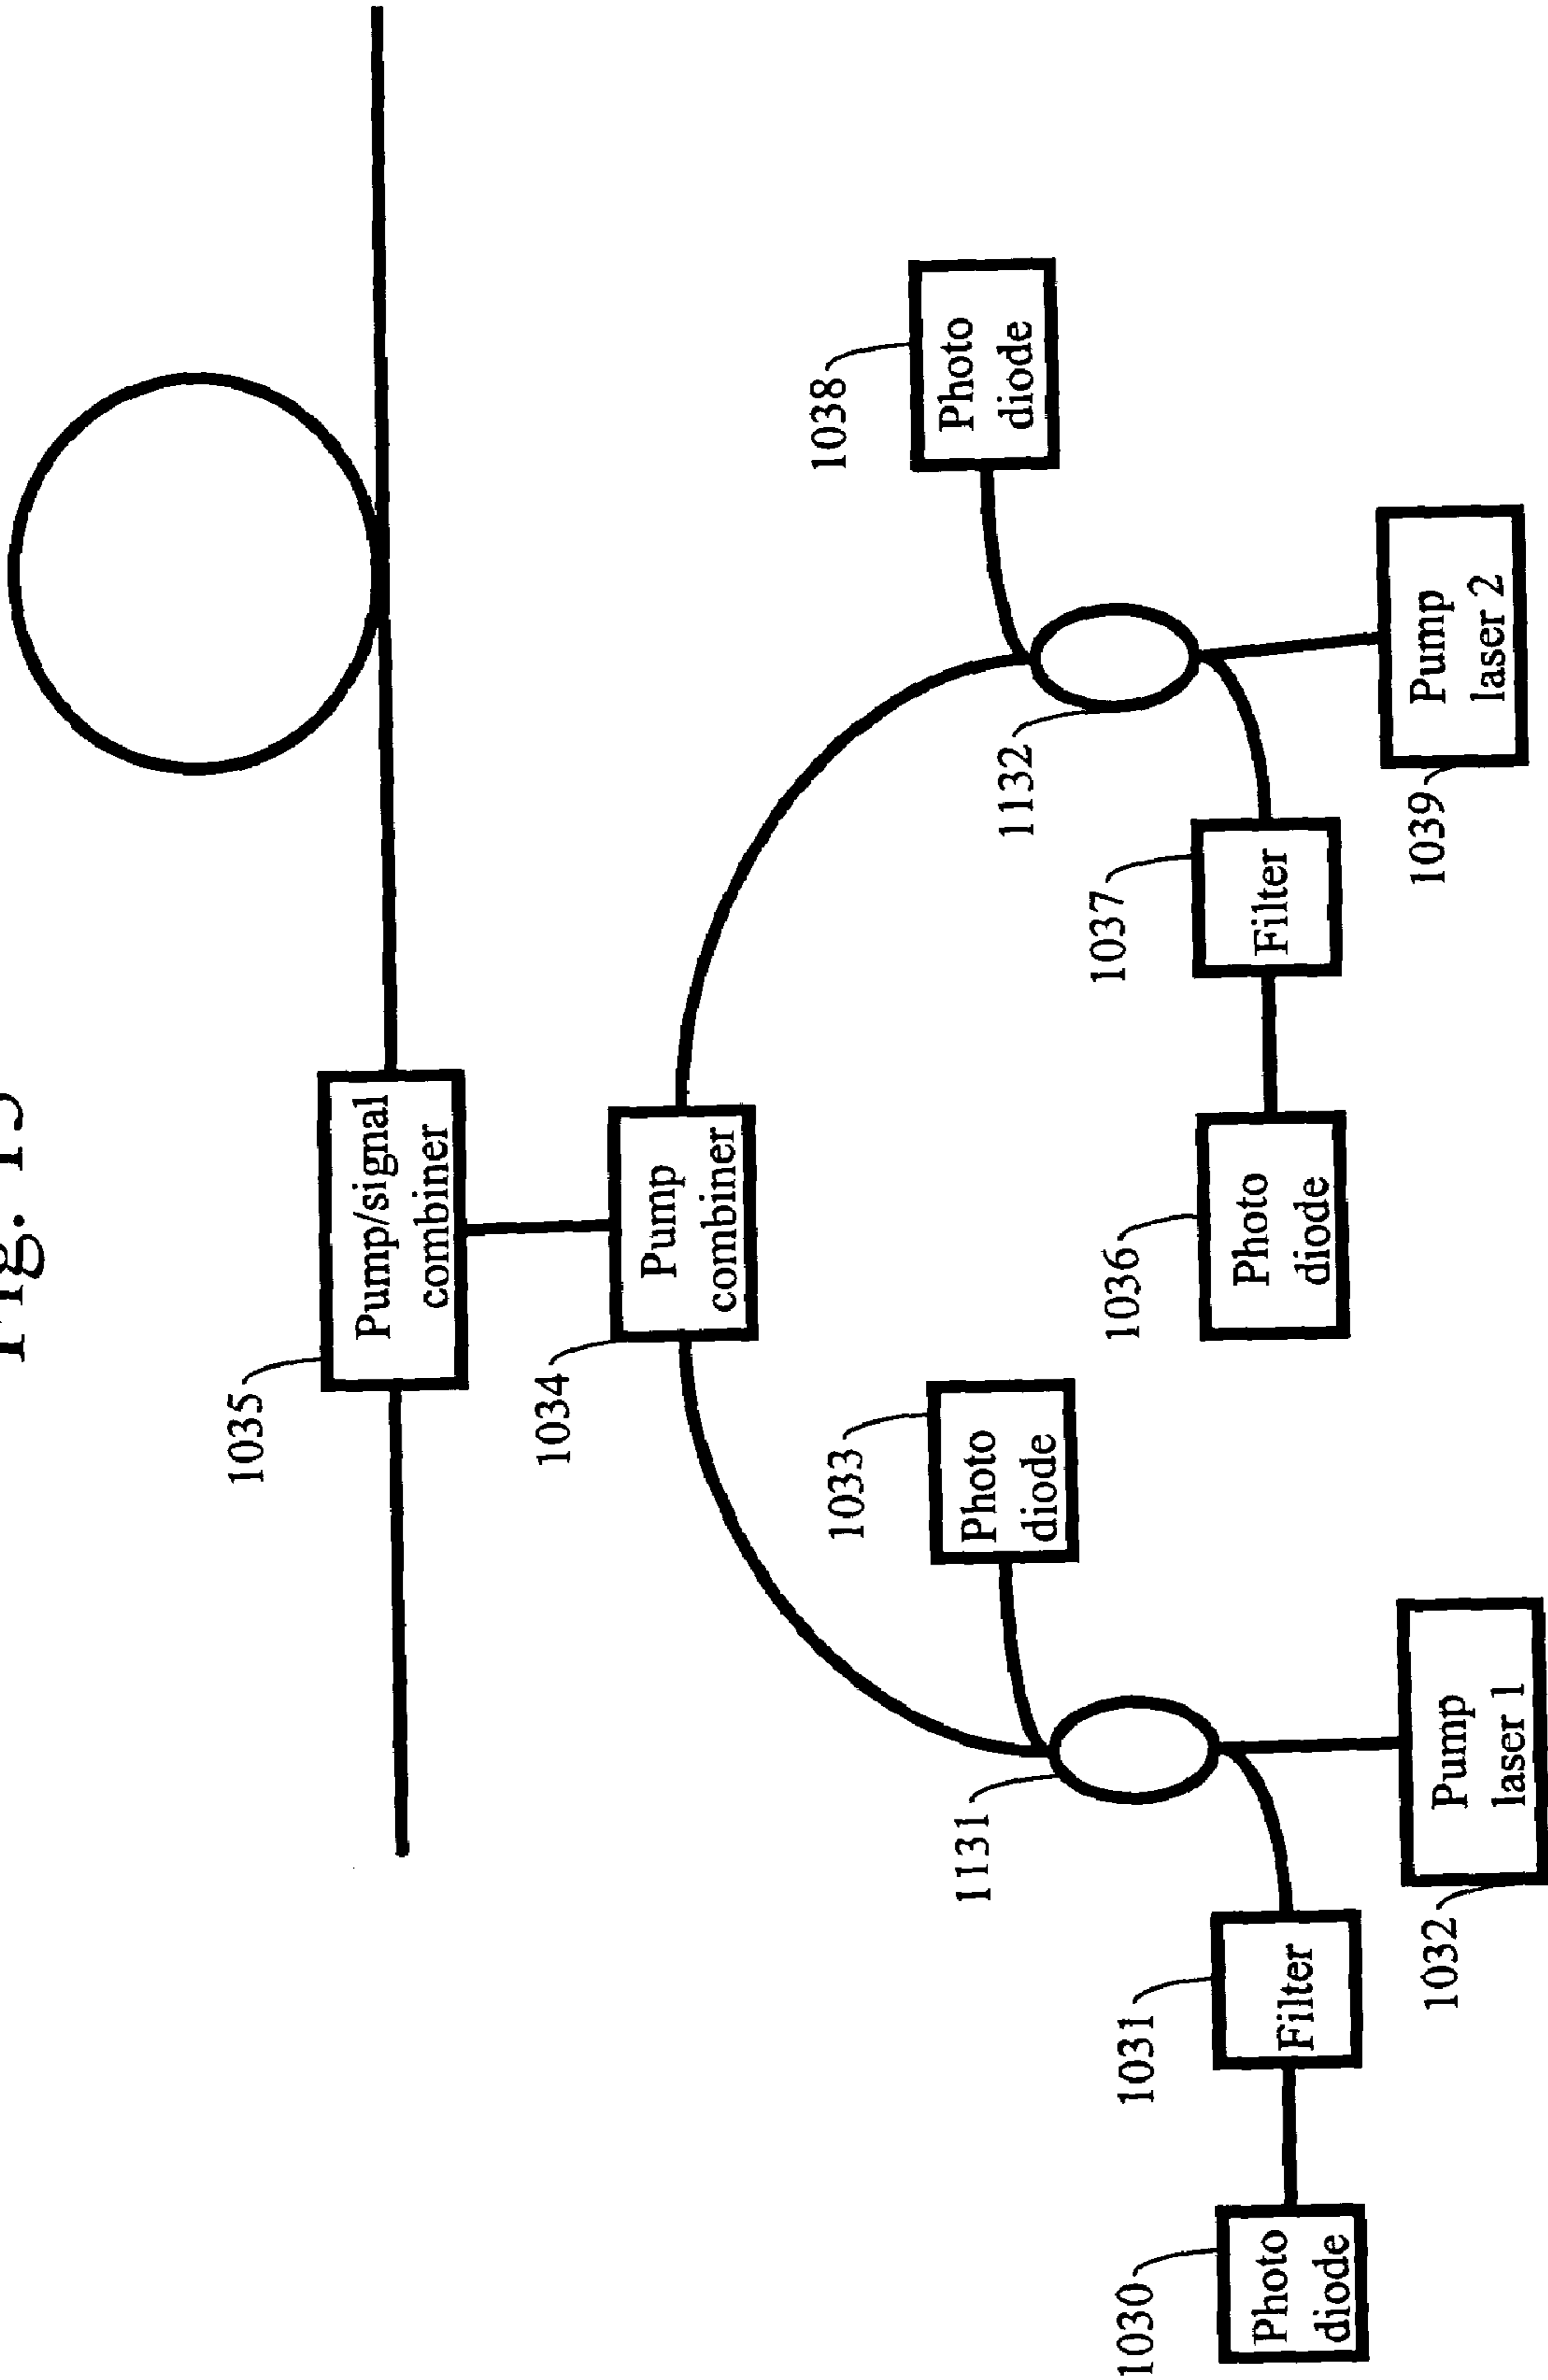 Fig. 13
1035
Pump/signal
combiner
1034
Pump
combiner
1038
Photo
diode
1033
Photo
diode
1132
1131
1037
Filter
1036
Photo
diode
1031
Filter
1030
Photo
diode
1039
Pump
laser 2
1032
Pump
laser 1